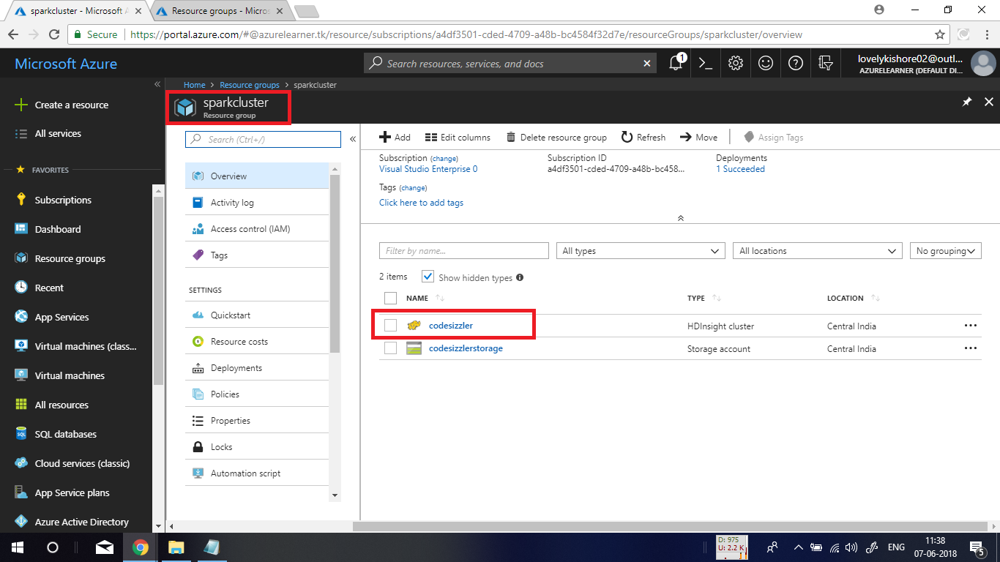 sparkcluster - Microsoft A
Resource groups - Micros
Secure
https://portal.azure.com/#@azurelearner.tk/resource/subscriptions/a4df3501-cded-4709-a48b-bc4584f32d7e/resourceGroups/sparkcluster/overview
Microsoft Azure
Search resources, services, and docs
1
lovelykishore02@outl...
AZURELEARNER (DEFAULT DI...
Create a resource
All services
FAVORITES
Subscriptions
Dashboard
Resource groups
Recent
App Services
Virtual machines (class...
Virtual machines
All resources
SQL databases
Cloud services (classic)
App Service plans
Azure Active Directory
Home > Resource groups > sparkcluster
sparkcluster
Resource group
Search (Ctrl+/)
Overview
Activity log
Access control (IAM)
Tags
SETTINGS
Quickstart
Resource costs
Deployments
Policies
Properties
Locks
Automation script
Add Edit columns Delete resource group Refresh Move Assign Tags
Subscription (change) Subscription ID Deployments
Visual Studio Enterprise 0 a4df3501-cded-4709-a48b-bc458... 1 Succeeded
Tags (change)
Click here to add tags
Filter by name... All types All locations No grouping
2 items Show hidden types
NAME TYPE LOCATION
codesizzler HDInsight cluster Central India
codesizzlerstorage Storage account Central India
D: 975
U: 2.2 K
ENG
11:38
07-06-2018
5